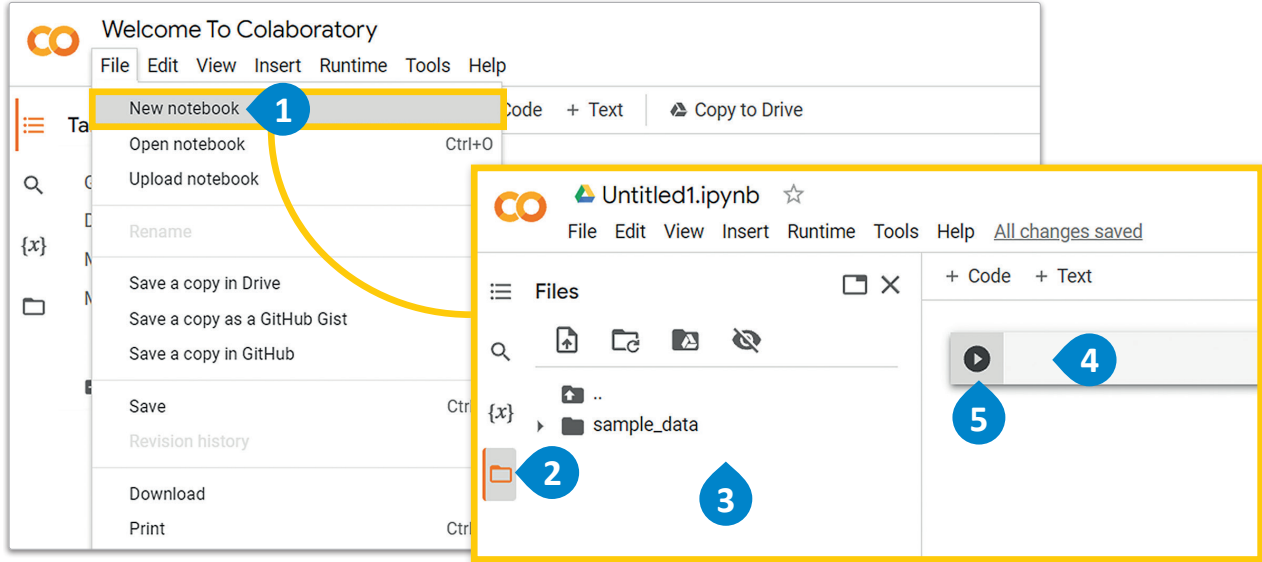 Welcome To Colaboratory
File Edit View Insert Runtime Tools Help
New notebook 1
+ Text Copy to Drive
Open notebook Ctrl+O
Upload notebook
{x}
Rename
Save a copy in Drive
Save a copy as a GitHub Gist
Save a copy in GitHub
Save
Revision history
Download
Print
Untitled1.ipynb
File Edit View Insert Runtime Tools Help All changes saved
Files
+ Code + Text
..
{x}
sample_data
4
5
2
3